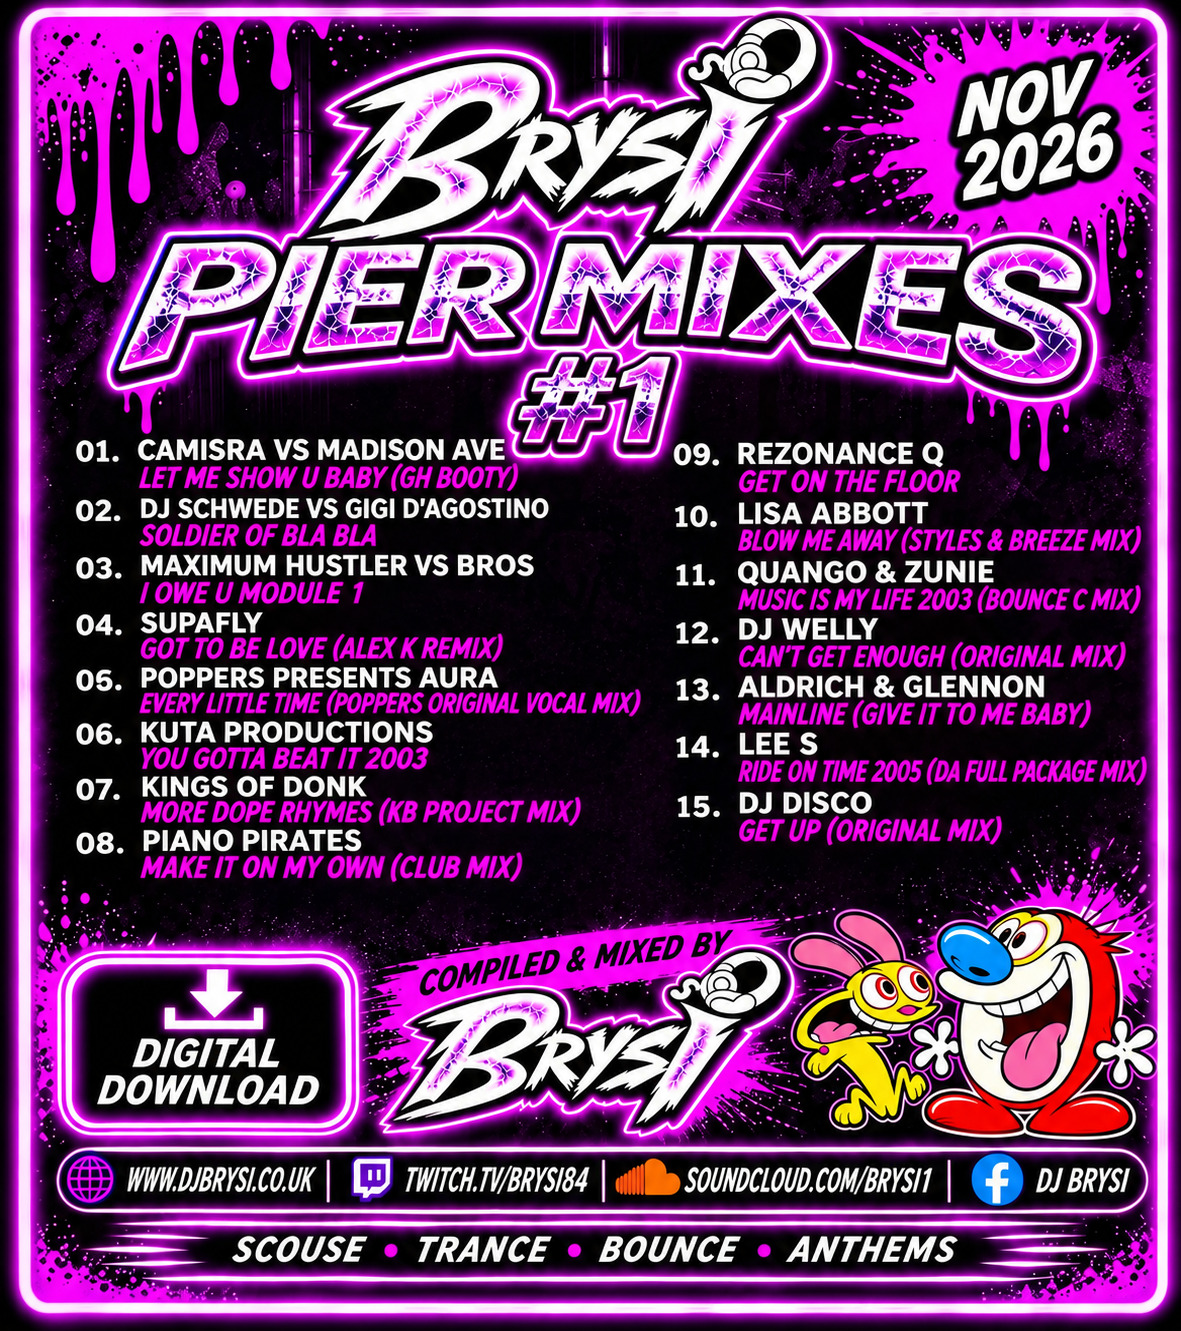 BRYSI
NOV
2026
PIER MIXES
#1
01. CAMISRA VS MADISON AVE
LET ME SHOW U BABY (GH BOOTY)
02. DJ SCHWEDE VS GIGI D'AGOSTINO
SOLDIER OF BLA BLA
03. MAXIMUM HUSTLER VS BROS
I OWE U MODULE 1
04. SUPAFLY
GOT TO BE LOVE (ALEX K REMIX)
05. POPPERS PRESENTS AURA
EVERY LITTLE TIME (POPPERS ORIGINAL VOCAL MIX)
06. KUTA PRODUCTIONS
YOU GOTTA BEAT IT 2003
07. KINGS OF DONK
MORE DOPE RHYMES (KB PROJECT MIX)
08. PIANO PIRATES
MAKE IT ON MY OWN (CLUB MIX)
09. REZONANCE Q
GET ON THE FLOOR
10. LISA ABBOTT
BLOW ME AWAY (STYLES & BREEZE MIX)
11. QUANGO & ZUNIE
MUSIC IS MY LIFE 2003 (BOUNCE C MIX)
12. DJ WELLY
CAN'T GET ENOUGH (ORIGINAL MIX)
13. ALDRICH & GLENNON
MAINLINE (GIVE IT TO ME BABY)
14. LEE S
RIDE ON TIME 2005 (DA FULL PACKAGE MIX)
15. DJ DISCO
GET UP (ORIGINAL MIX)
DIGITAL
DOWNLOAD
COMPILED & MIXED BY
BRYSI
WWW.DJBRYSI.CO.UK | TWITCH.TV/BRYSI84 | SOUNDCLOUD.COM/BRYSI1 | DJ BRYSI
SCOUSE • TRANCE • BOUNCE • ANTHEMS